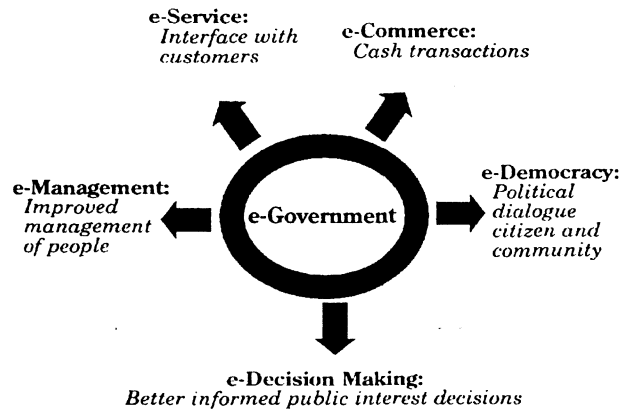 e-Service:
Interface with
customers
e-Commerce:
Cash transactions
e-Management:
Improved
management
of people
e-Government
e-Democracy:
Political
dialogue
citizen and
community
e-Decision Making:
Better informed public interest decisions